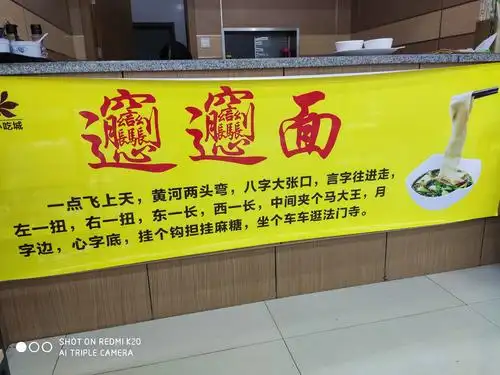 小吃城
𰻞𰻞面
一点飞上天，黄河两头弯，八字大张口，言字往进走，
左一扭，右一扭，东一长，西一长，中间夹个马大王，月
字边，心字底，挂个钩担挂麻糖，坐个车车逛法门寺。
SHOT ON REDMI K20
AI TRIPLE CAMERA